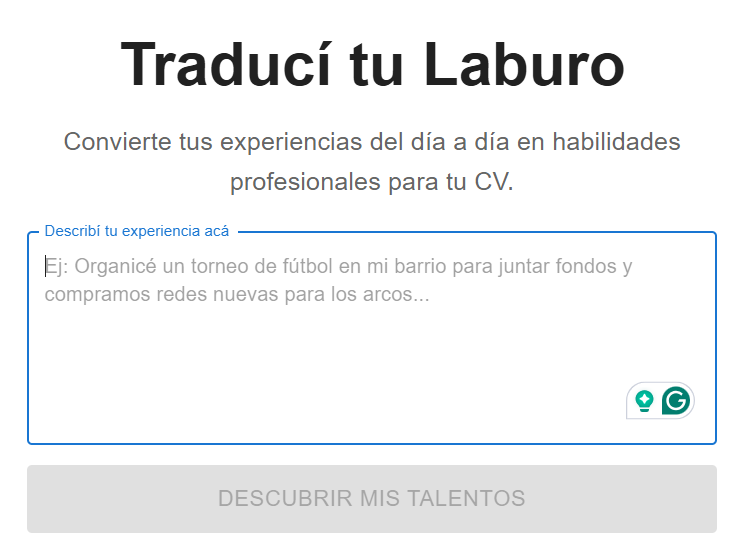 Traducí tu Laburo
Convierte tus experiencias del día a día en habilidades
profesionales para tu CV.
Describí tu experiencia acá
Ej: Organicé un torneo de fútbol en mi barrio para juntar fondos y
compramos redes nuevas para los arcos...
DESCUBRIR MIS TALENTOS